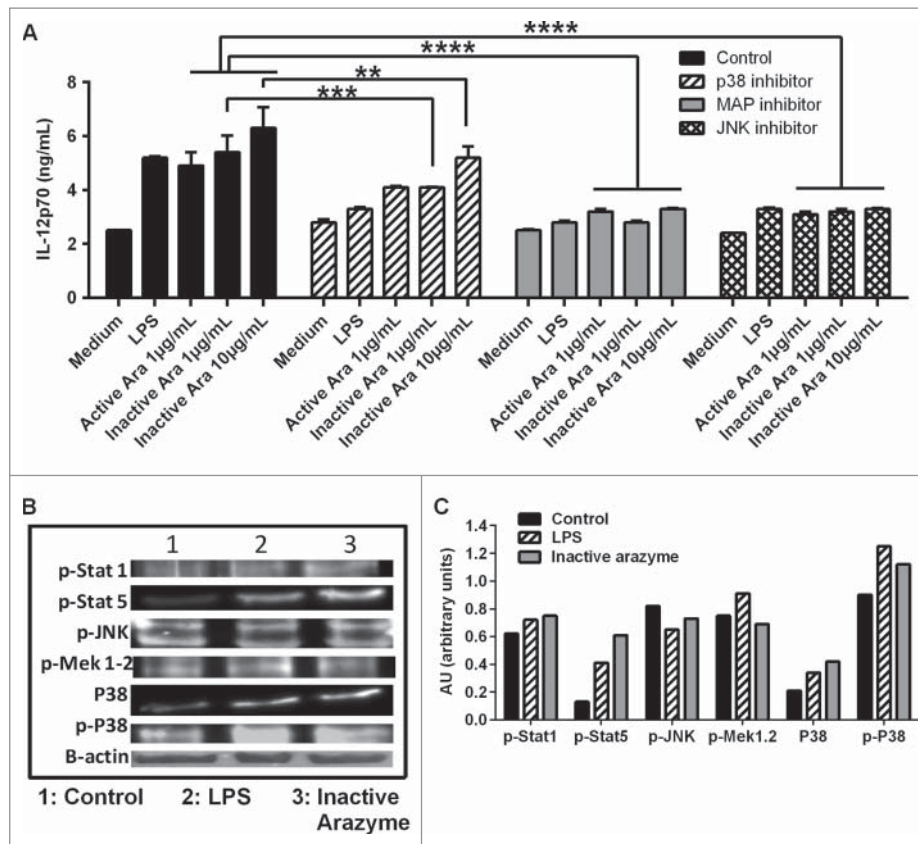 A
****
****
**
***
Control
p38 inhibitor
MAP inhibitor
JNK inhibitor
IL-12p70 (ng/mL)
8
6
4
2
0
Medium
LPS
Active Ara 1µg/mL
Inactive Ara 1µg/mL
Inactive Ara 10µg/mL
Medium
LPS
Active Ara 1µg/mL
Inactive Ara 1µg/mL
Inactive Ara 10µg/mL
Medium
LPS
Active Ara 1µg/mL
Inactive Ara 1µg/mL
Inactive Ara 10µg/mL
Medium
LPS
Active Ara 1µg/mL
Inactive Ara 1µg/mL
Inactive Ara 10µg/mL
B
1 2 3
p-Stat 1
p-Stat 5
p-JNK
p-Mek 1-2
P38
p-P38
B-actin
1: Control 2: LPS 3: Inactive
Arazyme
C
Control
LPS
Inactive arazyme
AU (arbitrary units)
1.4
1.2
1.0
0.8
0.6
0.4
0.2
0.0
p-Stat1 p-Stat5 p-JNK p-Mek1.2 P38 p-P38